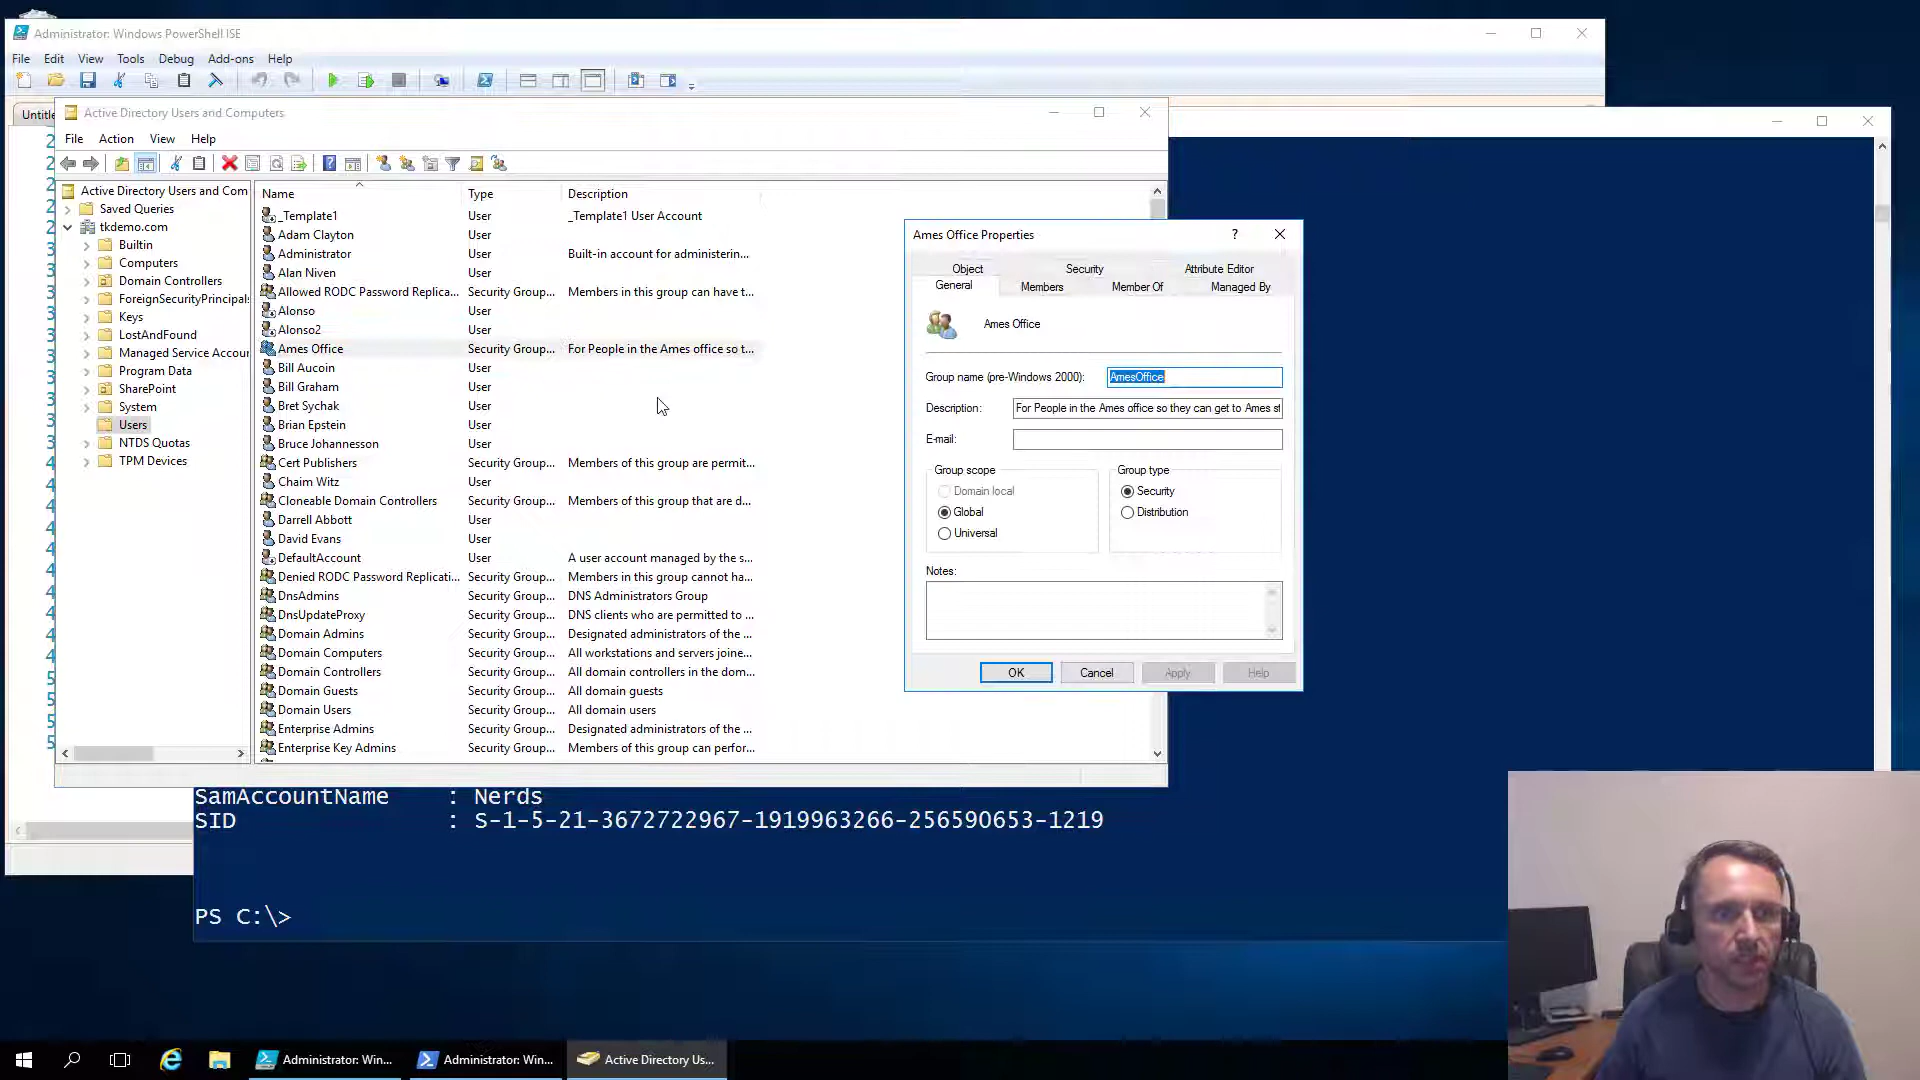 Administrator: Windows PowerShell ISE
File Edit View Tools Debug Add-ons Help
Active Directory Users and Computers
File Action View Help
Active Directory Users and Com
Saved Queries
tkdemo.com
Builtin
Computers
Domain Controllers
ForeignSecurityPrincipals
Keys
LostAndFound
Managed Service Accour
Program Data
SharePoint
System
Users
NTDS Quotas
TPM Devices
Name Type Description
_Template1 User _Template1 User Account
Adam Clayton User
Administrator User Built-in account for administerin...
Alan Niven User
Allowed RODC Password Replica... Security Group... Members in this group can have t...
Alonso User
Alonso2 User
Ames Office Security Group... For People in the Ames office so t...
Bill Aucoin User
Bill Graham User
Bret Sychak User
Brian Epstein User
Bruce Johannesson User
Cert Publishers Security Group... Members of this group are permit...
Chaim Witz User
Cloneable Domain Controllers Security Group... Members of this group that are d...
Darrell Abbott User
David Evans User
DefaultAccount User A user account managed by the s...
Denied RODC Password Replicati... Security Group... Members in this group cannot ha...
DnsAdmins Security Group... DNS Administrators Group
DnsUpdateProxy Security Group... DNS clients who are permitted to ...
Domain Admins Security Group... Designated administrators of the ...
Domain Computers Security Group... All workstations and servers joine...
Domain Controllers Security Group... All domain controllers in the dom...
Domain Guests Security Group... All domain guests
Domain Users Security Group... All domain users
Enterprise Admins Security Group... Designated administrators of the ...
Enterprise Key Admins Security Group... Members of this group can perfor...
Ames Office Properties
Object Security Attribute Editor
General Members Member Of Managed By
Ames Office
Group name (pre-Windows 2000): AmesOffice
Description: For People in the Ames office so they can get to Ames st
E-mail:
Group scope Group type
Domain local Security
Global Distribution
Universal
Notes:
OK Cancel Apply Help
SamAccountName : Nerds
SID : S-1-5-21-3672722967-1919963266-256590653-1219
PS C:\>
Administrator: Win... Administrator: Win... Active Directory Us...